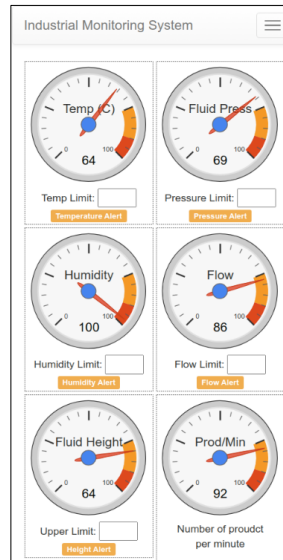 Industrial Monitoring System
Temp (C)
64
0 100
Temp Limit:
Temperature Alert
Fluid Press
69
0 100
Pressure Limit:
Pressure Alert
Humidity
100
0 100
Humidity Limit:
Humidity Alert
Flow
86
0 100
Flow Limit:
Flow Alert
Fluid Height
64
0 100
Upper Limit:
Height Alert
Prod/Min
92
0 100
Number of proudct
per minute